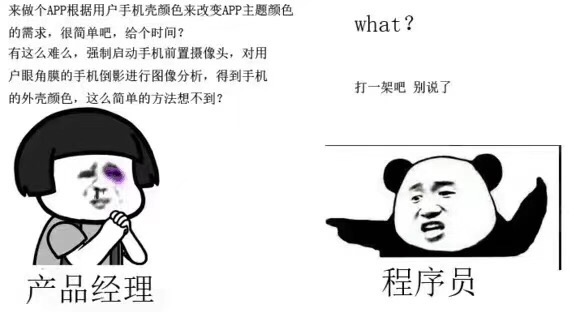 来做个APP根据用户手机壳颜色来改变APP主题颜色
的需求，很简单吧，给个时间？
有这么难么，强制启动手机前置摄像头，对用
户眼角膜的手机倒影进行图像分析，得到手机
的外壳颜色，这么简单的方法想不到？
what？
打一架吧 别说了
产品经理
程序员